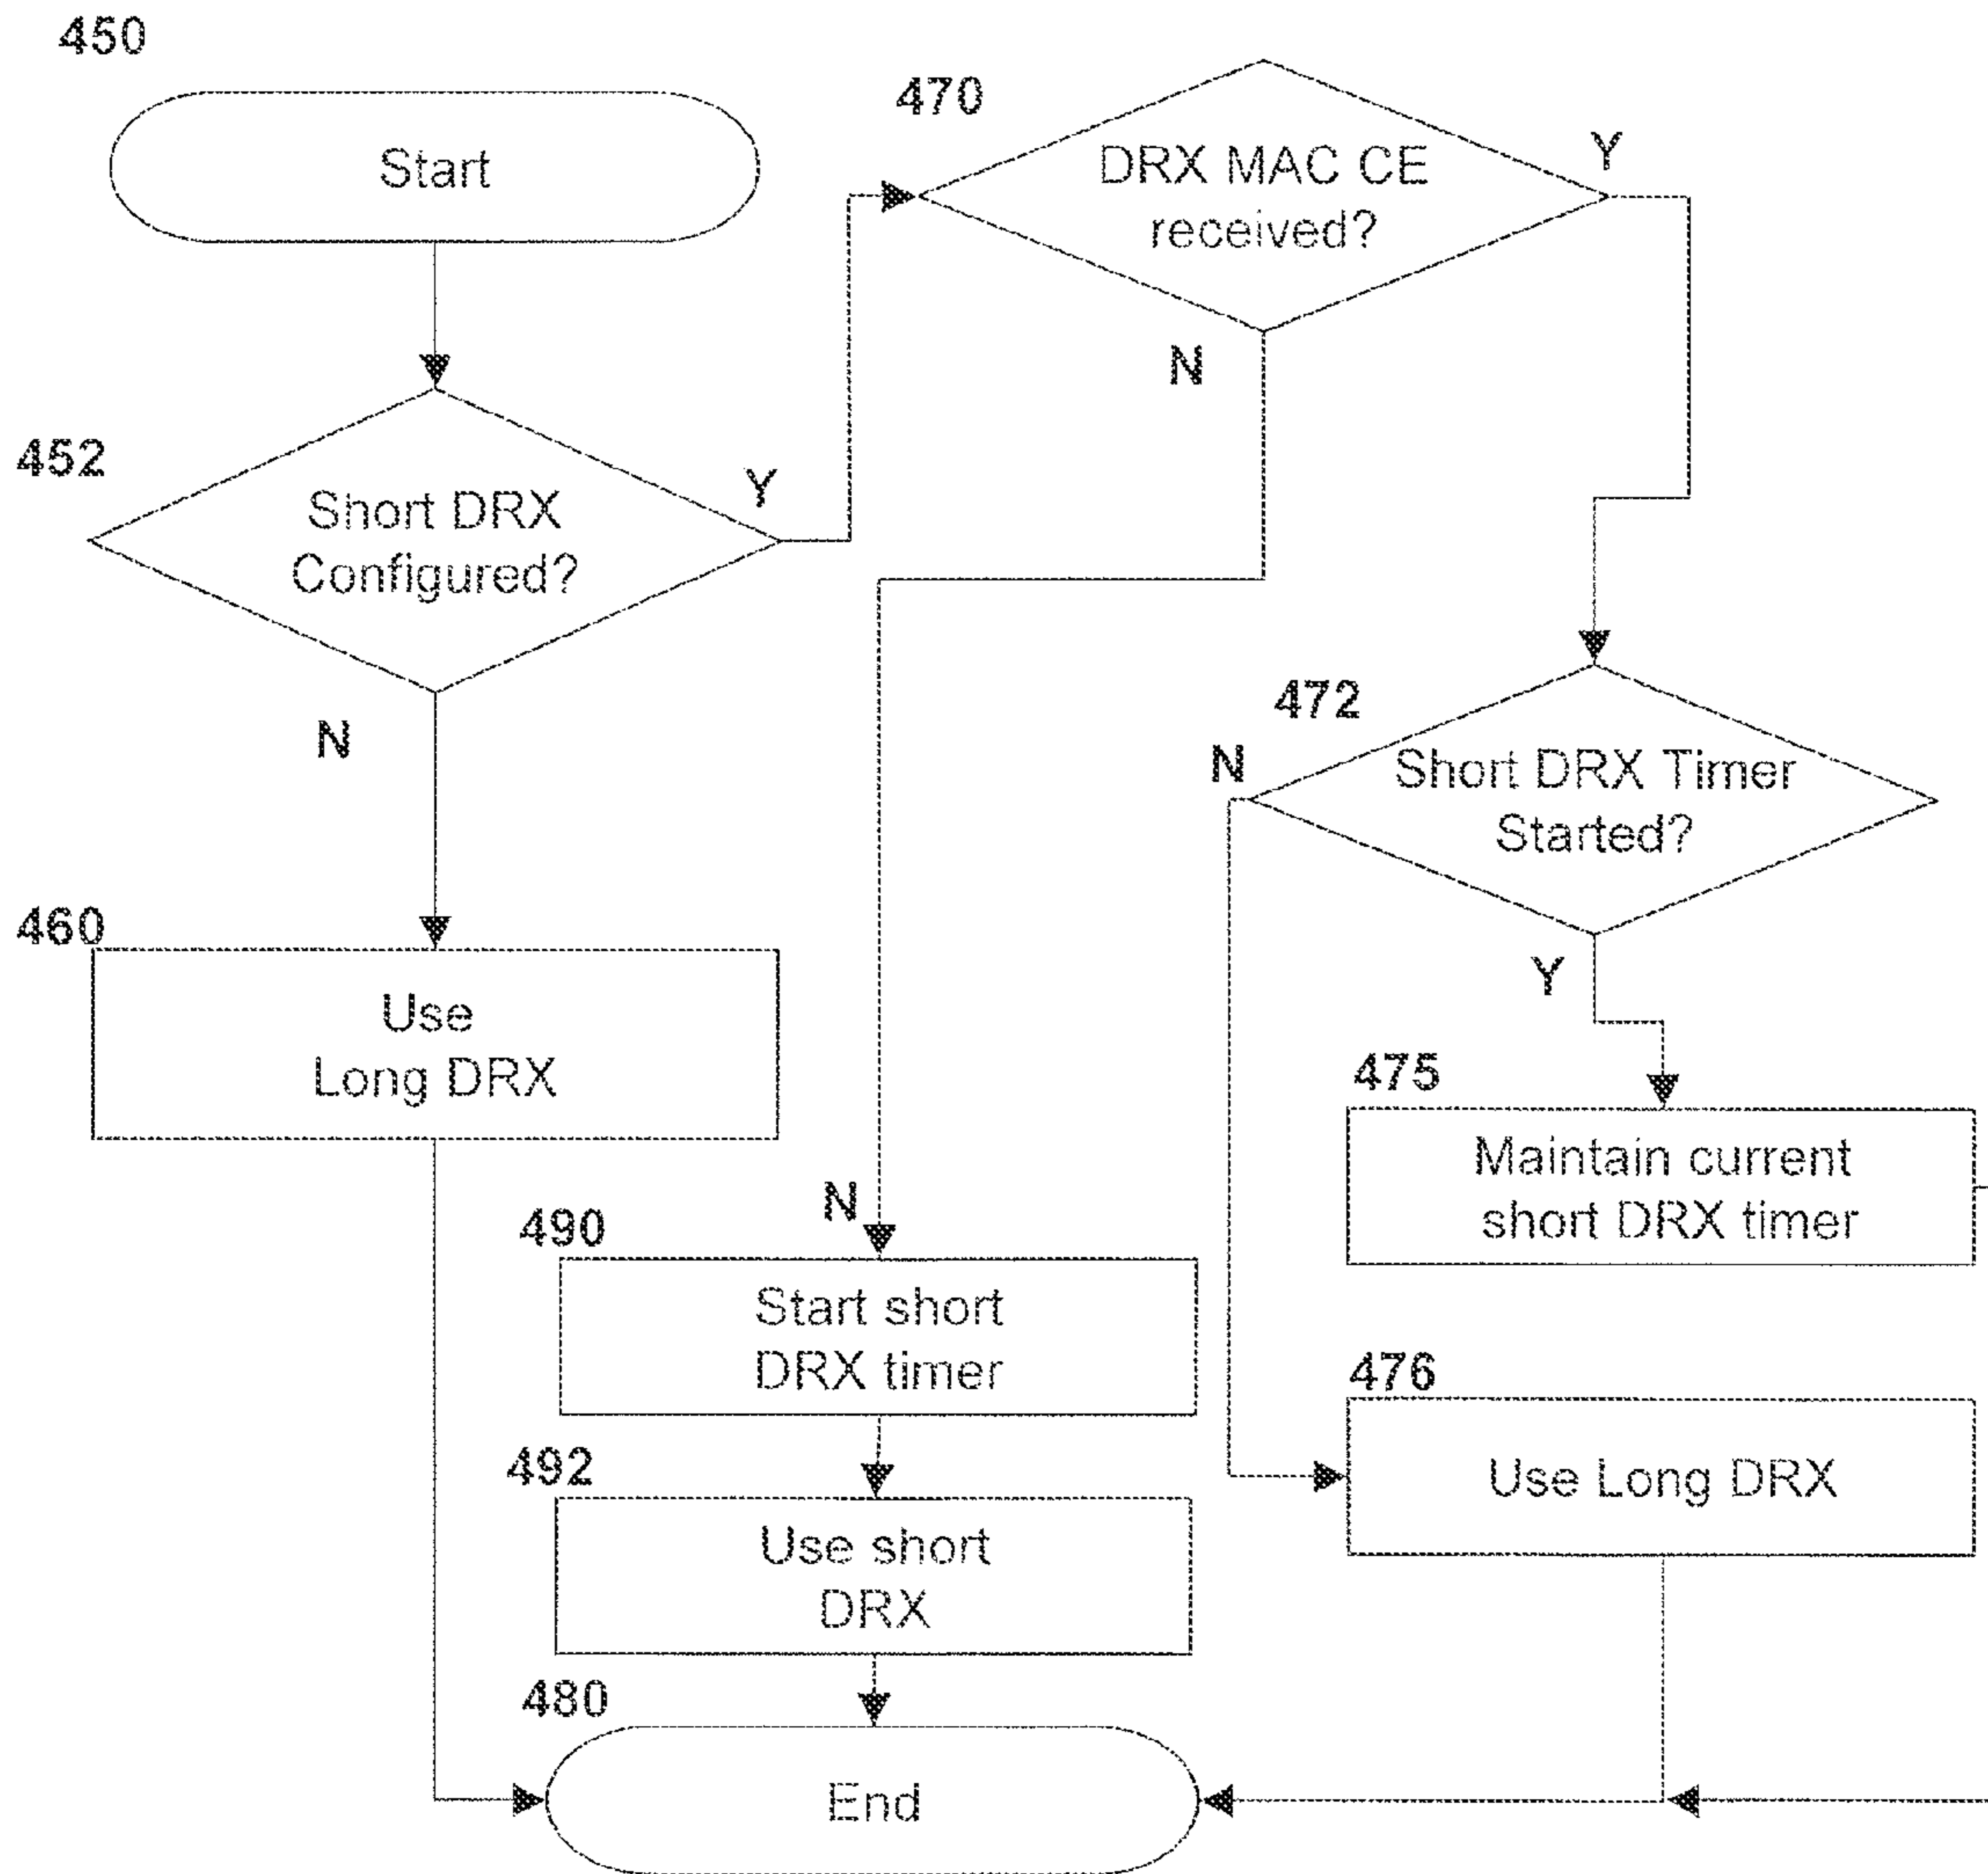 450
Start
452
Short DRX
Configured?
Y
N
460
Use
Long DRX
470
DRX MAC CE
received?
Y
N
472
Short DRX Timer
Started?
N
Y
475
Maintain current
short DRX timer
476
Use Long DRX
N
490
Start short
DRX timer
492
Use short
DRX
480
End